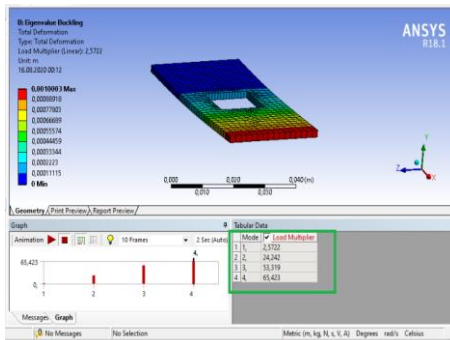 B: Eigenvalue Buckling
Total Deformation
Type: Total Deformation
Load Multiplier (Linear): 2,5722
Unit: m
16.08.2020 00:12
0,0010003 Max
0,00088918
0,00077803
0,00066689
0,00055574
0,00044459
0,00033344
0,0002223
0,00011115
0 Min
ANSYS
R18.1
0,000
0,020
0,040 (m)
0,010
0,030
Y
Z
X
Geometry Print Preview Report Preview
Graph
Animation
10 Frames
2 Sec (Auto)
4,
65,423
0,
1
2
3
4
Messages Graph
Tabular Data
Mode Load Multiplier
1 1, 2,5722
2 2, 24,242
3 3, 53,319
4 4, 65,423
No Messages
No Selection
Metric (m, kg, N, s, V, A) Degrees rad/s Celsius